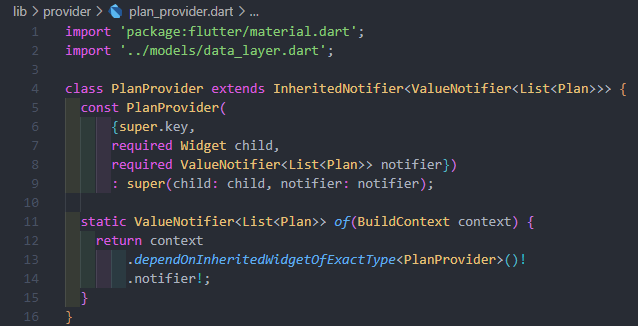 lib > provider > plan_provider.dart > ...
1 import 'package:flutter/material.dart';
2 import '../models/data_layer.dart';
3
4 class PlanProvider extends InheritedNotifier<ValueNotifier<List<Plan>>> {
5 const PlanProvider(
6 {super.key,
7 required Widget child,
8 required ValueNotifier<List<Plan>> notifier})
9 : super(child: child, notifier: notifier);
10
11 static ValueNotifier<List<Plan>> of(BuildContext context) {
12 return context
13 .dependOnInheritedWidgetOfExactType<PlanProvider>()!
14 .notifier!;
15 }
16 }